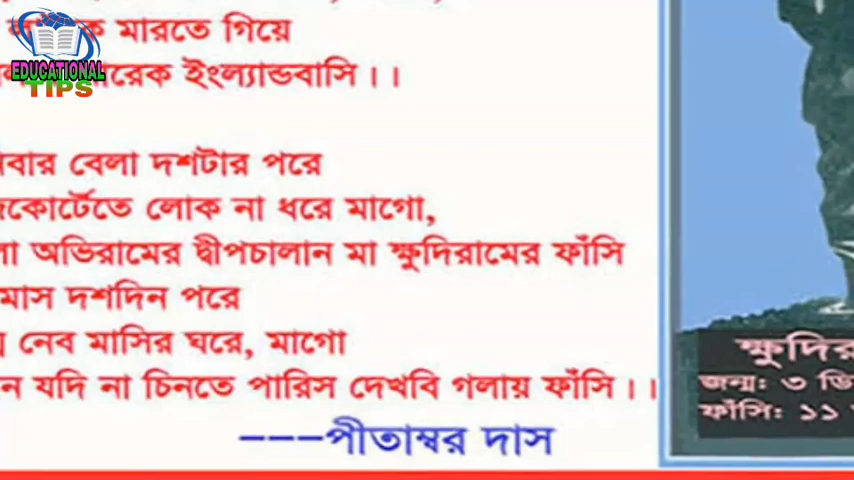 মারতে গিয়ে
ইংল্যান্ডবাসি ।।
EDUCATIONAL
TIPS
বেলা দশটার পরে
লোক না ধরে মাগো,
অভিরামের দ্বীপচালান মা ক্ষুদিরামের ফাঁসি
মাস দশদিন পরে
নেব মাসির ঘরে, মাগো
যদি না চিনতে পারিস দেখবি গলায় ফাঁসি ।।
---পীতাম্বর দাস
জন্ম: ৩
ফাঁসি: ১১